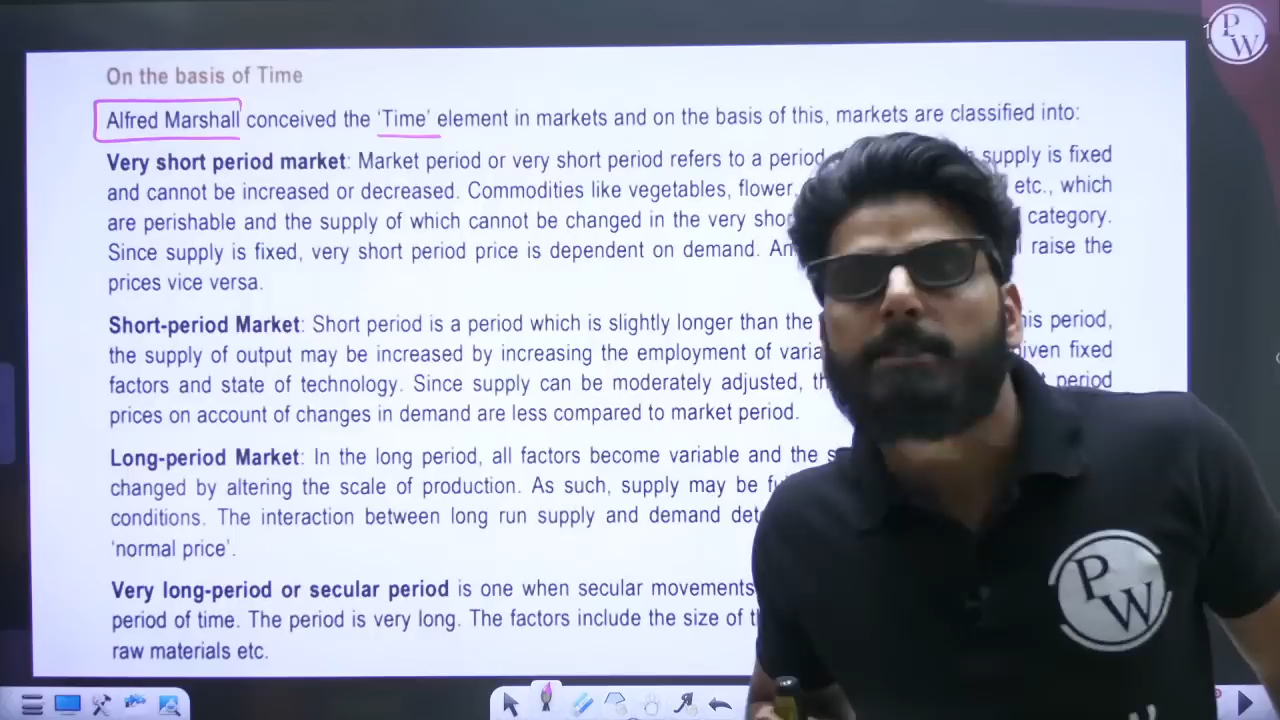 PW
On the basis of Time
Alfred Marshall conceived the ‘Time’ element in markets and on the basis of this, markets are classified into:
Very short period market: Market period or very short period refers to a period supply is fixed
and cannot be increased or decreased. Commodities like vegetables, flower, etc., which
are perishable and the supply of which cannot be changed in the very category.
Since supply is fixed, very short period price is dependent on demand. raise the
prices vice versa.
Short-period Market: Short period is a period which is slightly longer than the period,
the supply of output may be increased by increasing the employment of fixed
factors and state of technology. Since supply can be moderately adjusted, period
prices on account of changes in demand are less compared to market period.
Long-period Market: In the long period, all factors become variable and the
changed by altering the scale of production. As such, supply may be
conditions. The interaction between long run supply and demand
‘normal price’.
Very long-period or secular period is one when secular movements
period of time. The period is very long. The factors include the size of
raw materials etc.
PW